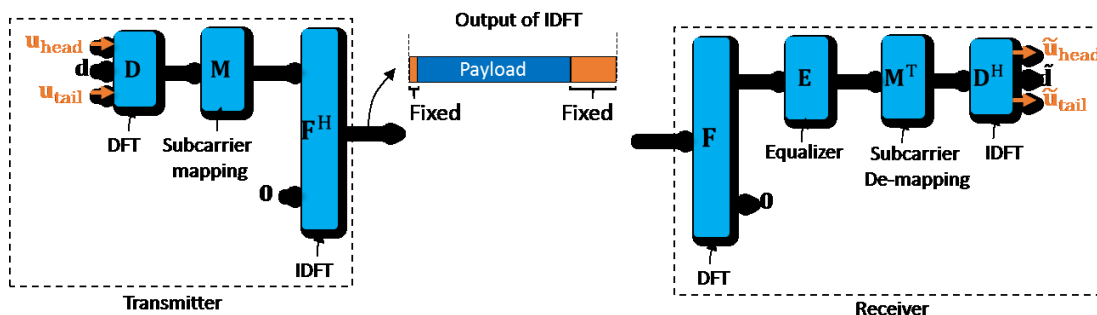 Output of IDFT
u_head
d
u_tail
D
M
F^H
0
DFT
Subcarrier
mapping
IDFT
Transmitter
Payload
Fixed
Fixed
F
0
DFT
E
Equalizer
M^T
Subcarrier
De-mapping
D^H
IDFT
ũ_head
d̃
ũ_tail
Receiver